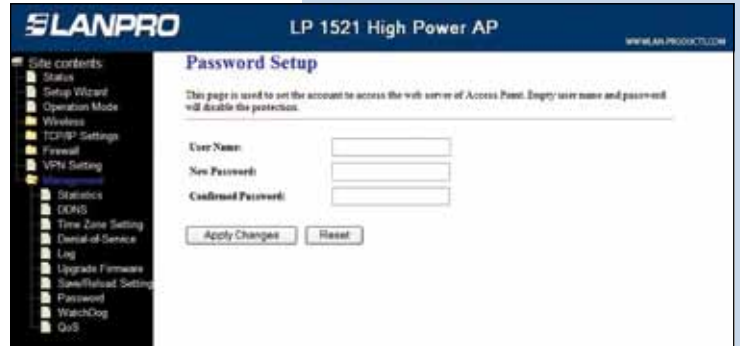 LANPRO
LP 1521 High Power AP
WWW.LAN-PRODUCTS.COM
Site contents:
Status
Setup Wizard
Operation Mode
Wireless
TCP/IP Settings
Firewall
VPN Setting
Management
Statistics
DDNS
Time Zone Setting
Denial-of-Service
Log
Upgrade Firmware
Save/Reload Setting
Password
WatchDog
QoS
Password Setup
This page is used to set the account to access the web server of Access Point. Empty user name and password
will disable the protection.
User Name:
New Password:
Confirmed Password:
Apply Changes
Reset